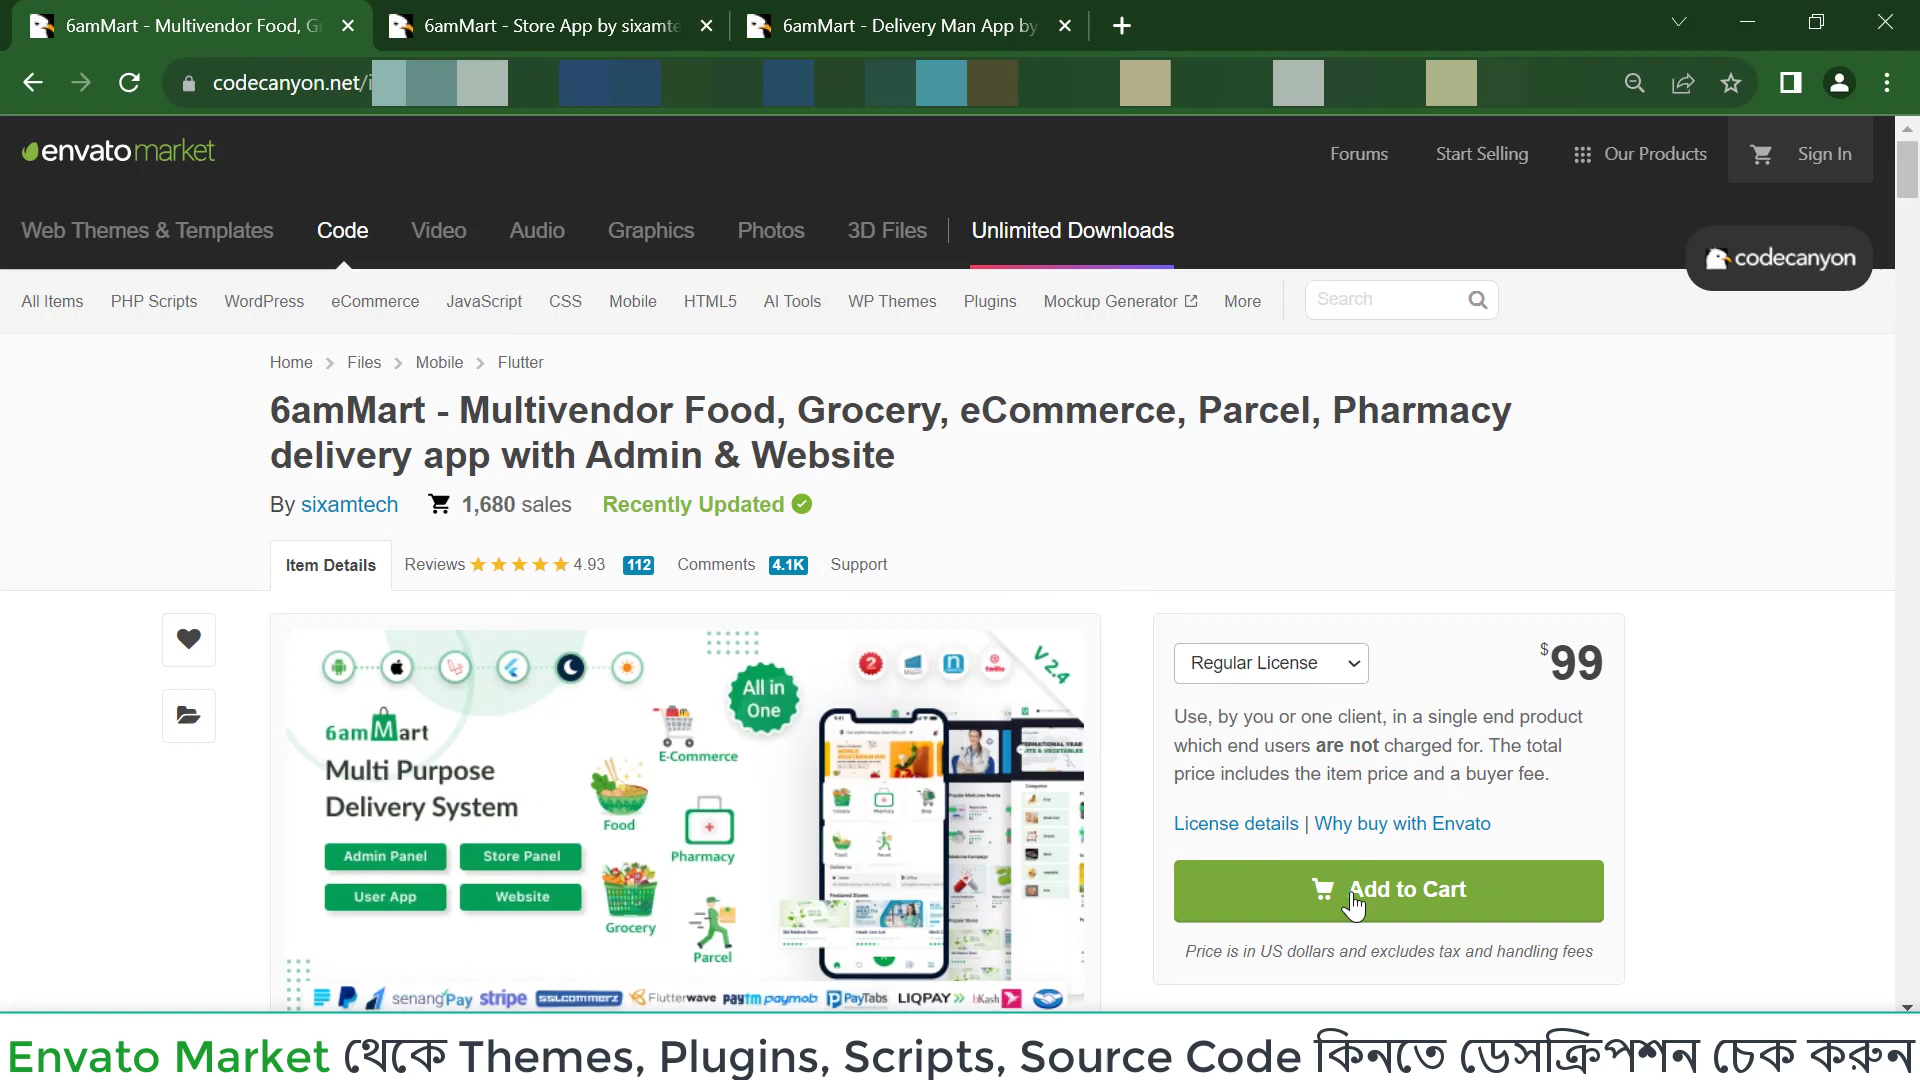 6amMart - Multivendor Food, Gr
6amMart - Store App by sixamte
6amMart - Delivery Man App by
codecanyon.net/i
envatomarket
Forums
Start Selling
Our Products
Sign In
Web Themes & Templates
Code
Video
Audio
Graphics
Photos
3D Files
Unlimited Downloads
codecanyon
All Items
PHP Scripts
WordPress
eCommerce
JavaScript
CSS
Mobile
HTML5
AI Tools
WP Themes
Plugins
Mockup Generator
More
Search
Home > Files > Mobile > Flutter
6amMart - Multivendor Food, Grocery, eCommerce, Parcel, Pharmacy
delivery app with Admin & Website
By sixamtech 1,680 sales Recently Updated
Item Details
Reviews 4.93 112
Comments 4.1K
Support
V 2.4
All in
One
6amMart
Multi Purpose
Delivery System
Admin Panel
Store Panel
User App
Website
E-Commerce
Food
Pharmacy
Grocery
Parcel
senangPay stripe SSLCOMMERZ Flutterwave paytm paymob PayTabs LIQPAY bKash
Regular License
$99
Use, by you or one client, in a single end product
which end users are not charged for. The total
price includes the item price and a buyer fee.
License details | Why buy with Envato
Add to Cart
Price is in US dollars and excludes tax and handling fees
Envato Market থেকে Themes, Plugins, Scripts, Source Code কিনতে ডেসক্রিপশন চেক করুন